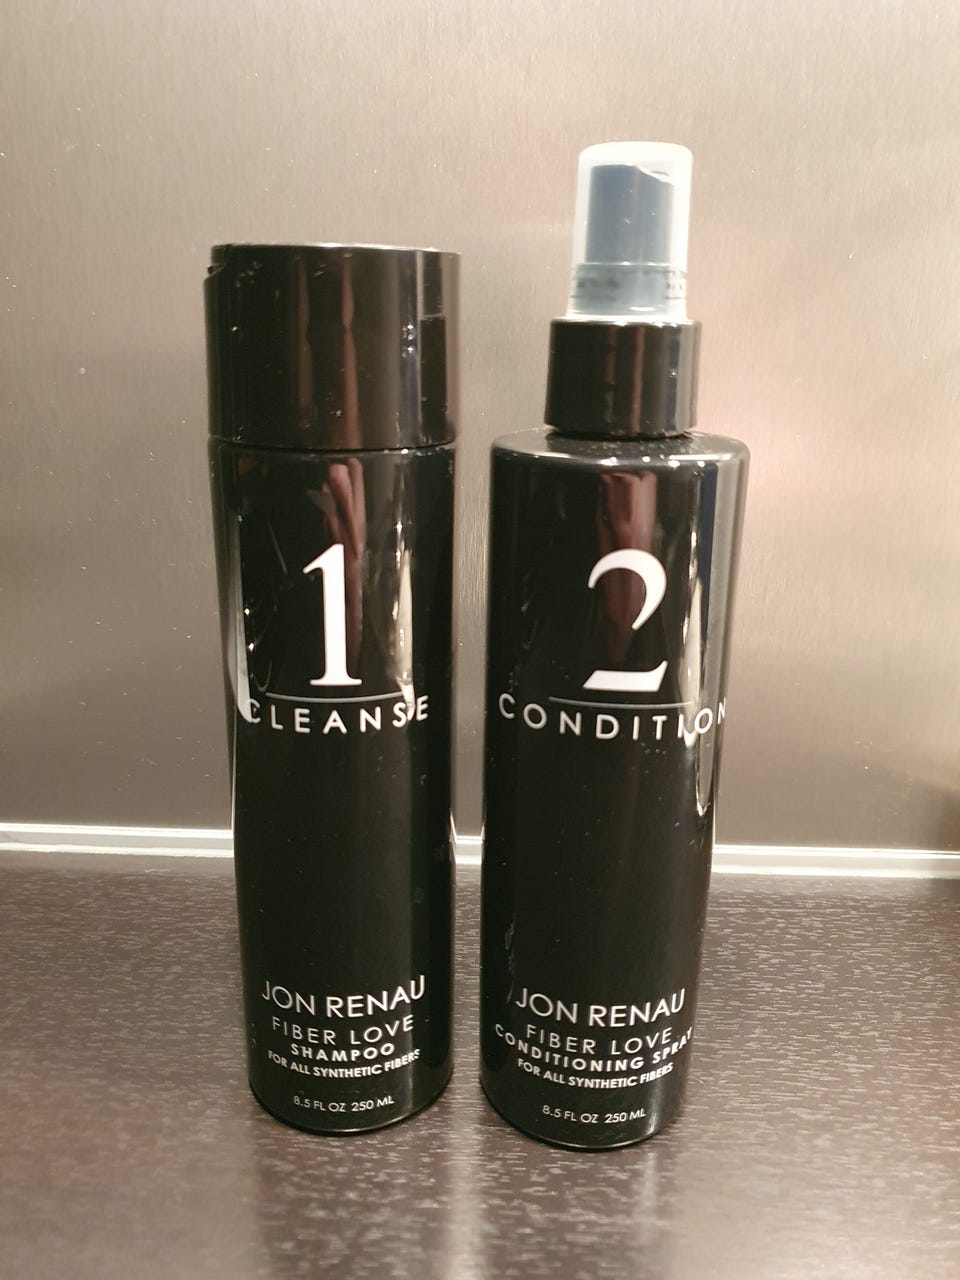 1
CLEANSE
JON RENAU
FIBER LOVE
SHAMPOO
FOR ALL SYNTHETIC FIBERS
8.5 FL OZ 250 ML
2
CONDITION
JON RENAU
FIBER LOVE
CONDITIONING SPRAY
FOR ALL SYNTHETIC FIBERS
8.5 FL OZ 250 ML